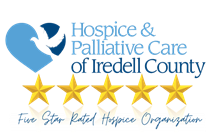 Hospice &
Palliative Care
of Iredell County
Five Star Rated Hospice Organization